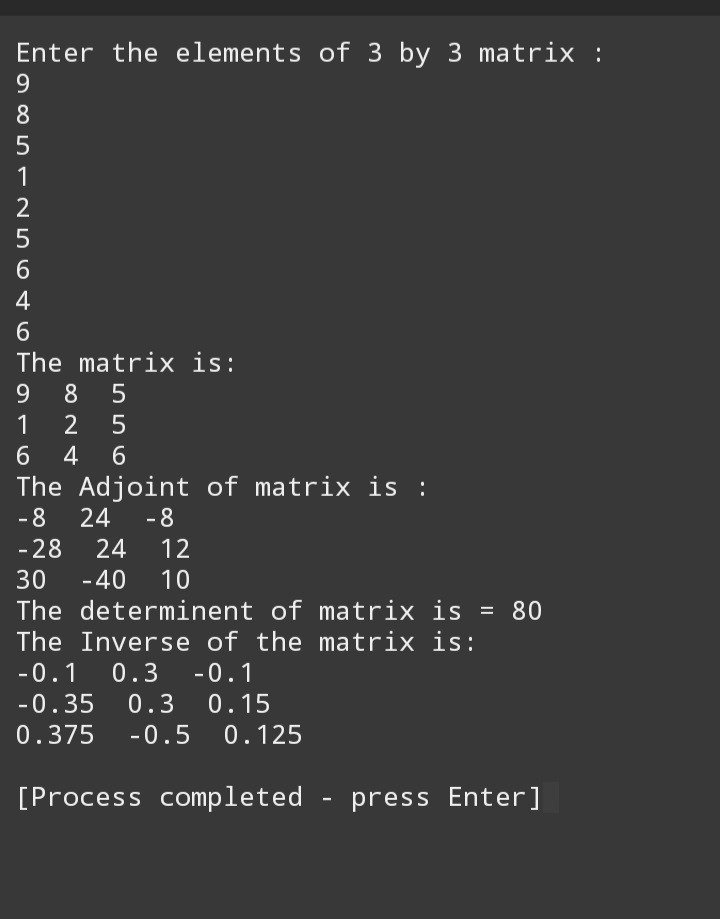 Enter the elements of 3 by 3 matrix :
9
8
5
1
2
5
6
4
6
The matrix is:
9  8  5
1  2  5
6  4  6
The Adjoint of matrix is :
-8  24  -8
-28  24  12
30  -40  10
The determinent of matrix is = 80
The Inverse of the matrix is:
-0.1  0.3  -0.1
-0.35  0.3  0.15
0.375  -0.5  0.125
[Process completed - press Enter]